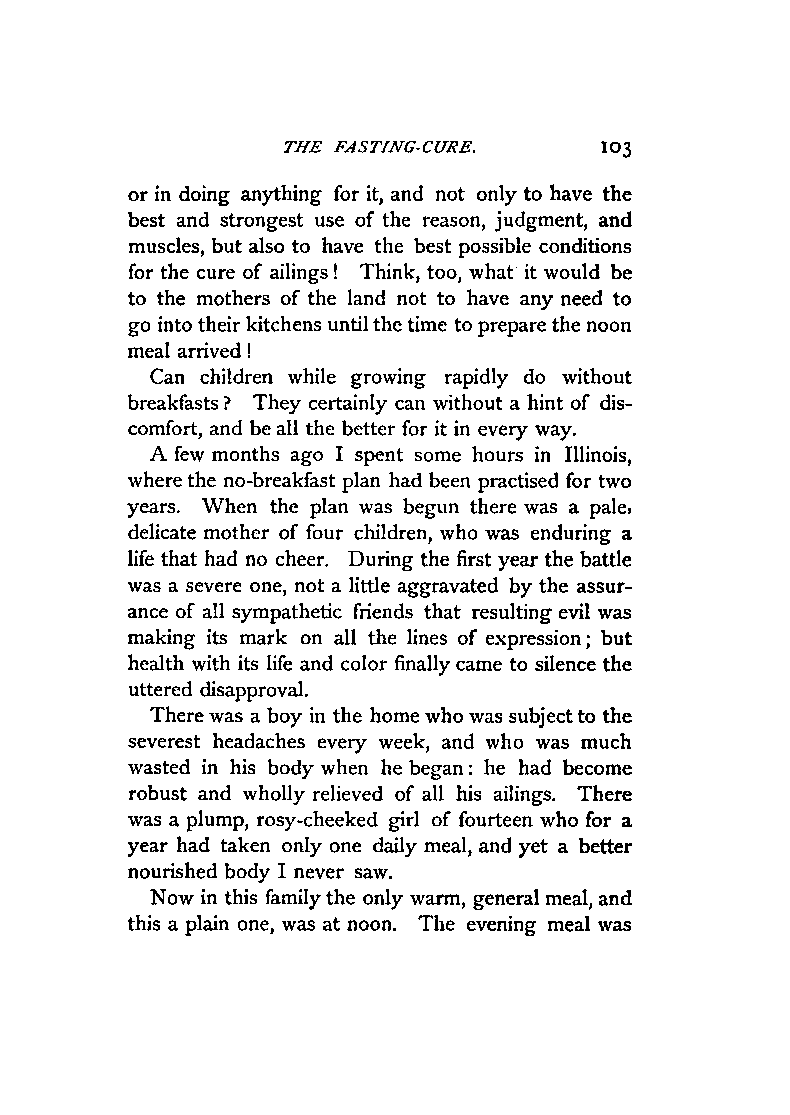 THE FASTING-CURE. 103
or in doing anything for it, and not only to have the
best and strongest use of the reason, judgment, and
muscles, but also to have the best possible conditions
for the cure of ailings! Think, too, what it would be
to the mothers of the land not to have any need to
go into their kitchens until the time to prepare the noon
meal arrived!
Can children while growing rapidly do without
breakfasts? They certainly can without a hint of dis-
comfort, and be all the better for it in every way.
A few months ago I spent some hours in Illinois,
where the no-breakfast plan had been practised for two
years. When the plan was begun there was a pale,
delicate mother of four children, who was enduring a
life that had no cheer. During the first year the battle
was a severe one, not a little aggravated by the assur-
ance of all sympathetic friends that resulting evil was
making its mark on all the lines of expression; but
health with its life and color finally came to silence the
uttered disapproval.
There was a boy in the home who was subject to the
severest headaches every week, and who was much
wasted in his body when he began: he had become
robust and wholly relieved of all his ailings. There
was a plump, rosy-cheeked girl of fourteen who for a
year had taken only one daily meal, and yet a better
nourished body I never saw.
Now in this family the only warm, general meal, and
this a plain one, was at noon. The evening meal was